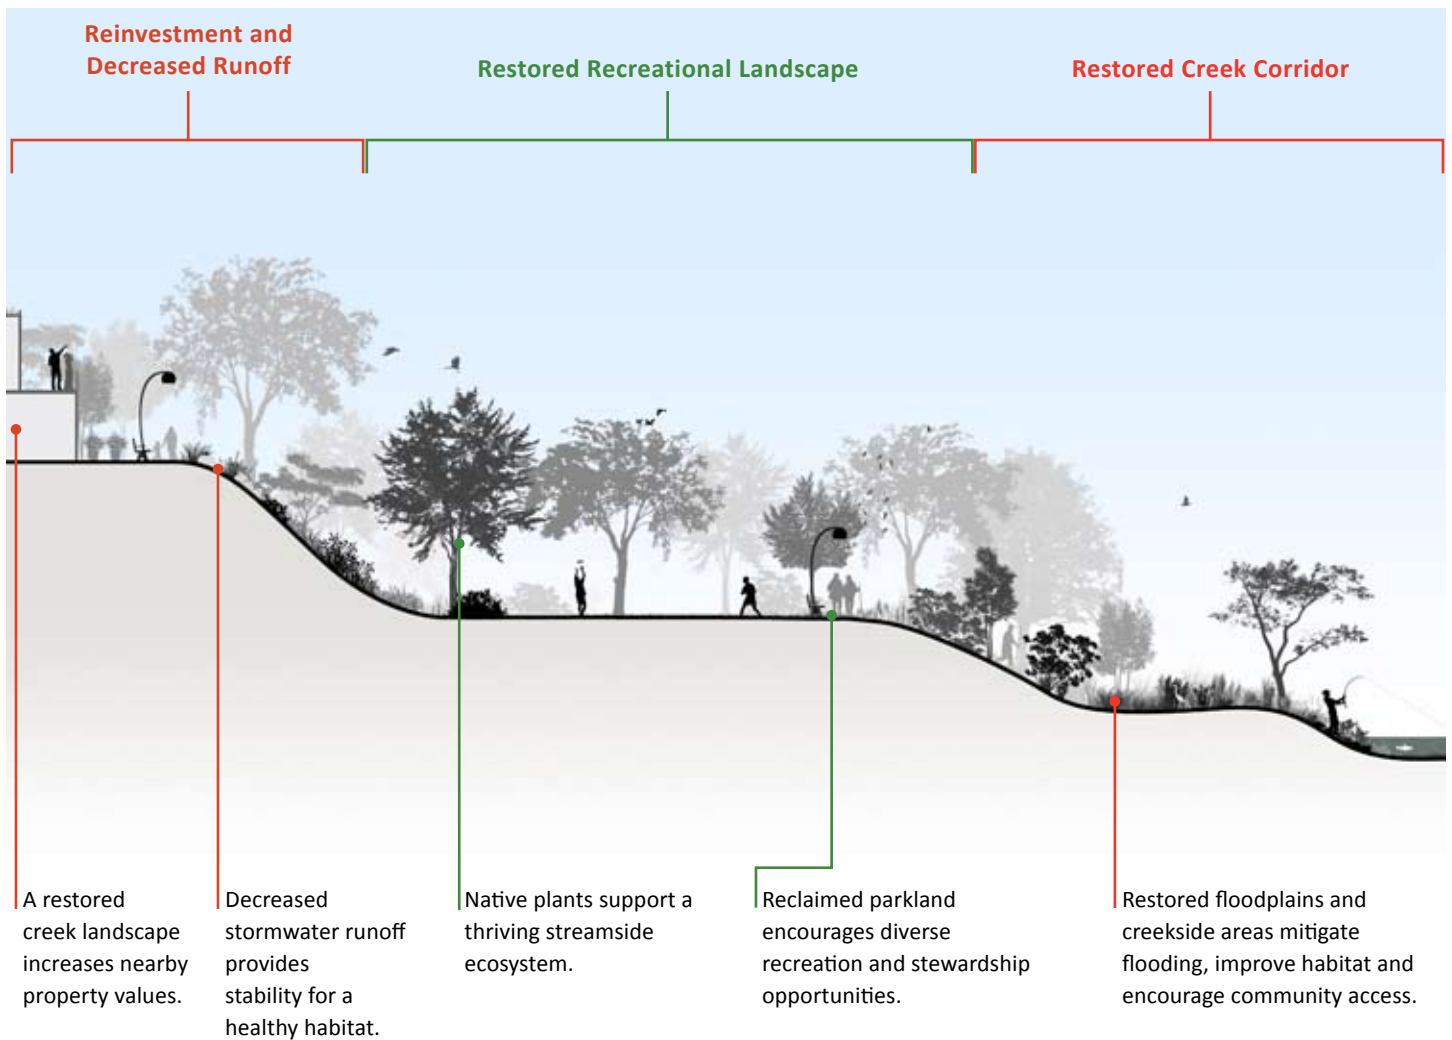 Reinvestment and
Decreased Runoff
Restored Recreational Landscape
Restored Creek Corridor
A restored
creek landscape
increases nearby
property values.
Decreased
stormwater runoff
provides
stability for a
healthy habitat.
Native plants support a
thriving streamside
ecosystem.
Reclaimed parkland
encourages diverse
recreation and stewardship
opportunities.
Restored floodplains and
creekside areas mitigate
flooding, improve habitat and
encourage community access.